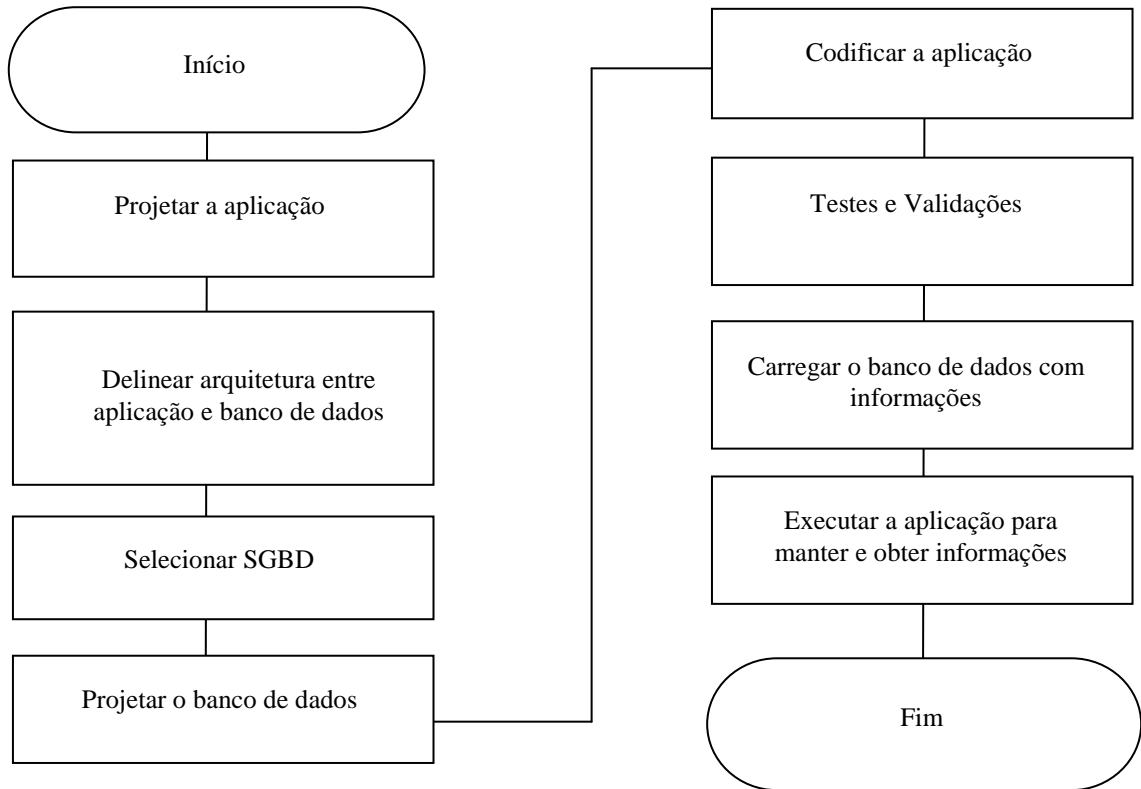 Início
Projetar a aplicação
Delinear arquitetura entre
aplicação e banco de dados
Selecionar SGBD
Projetar o banco de dados
Codificar a aplicação
Testes e Validações
Carregar o banco de dados com
informações
Executar a aplicação para
manter e obter informações
Fim